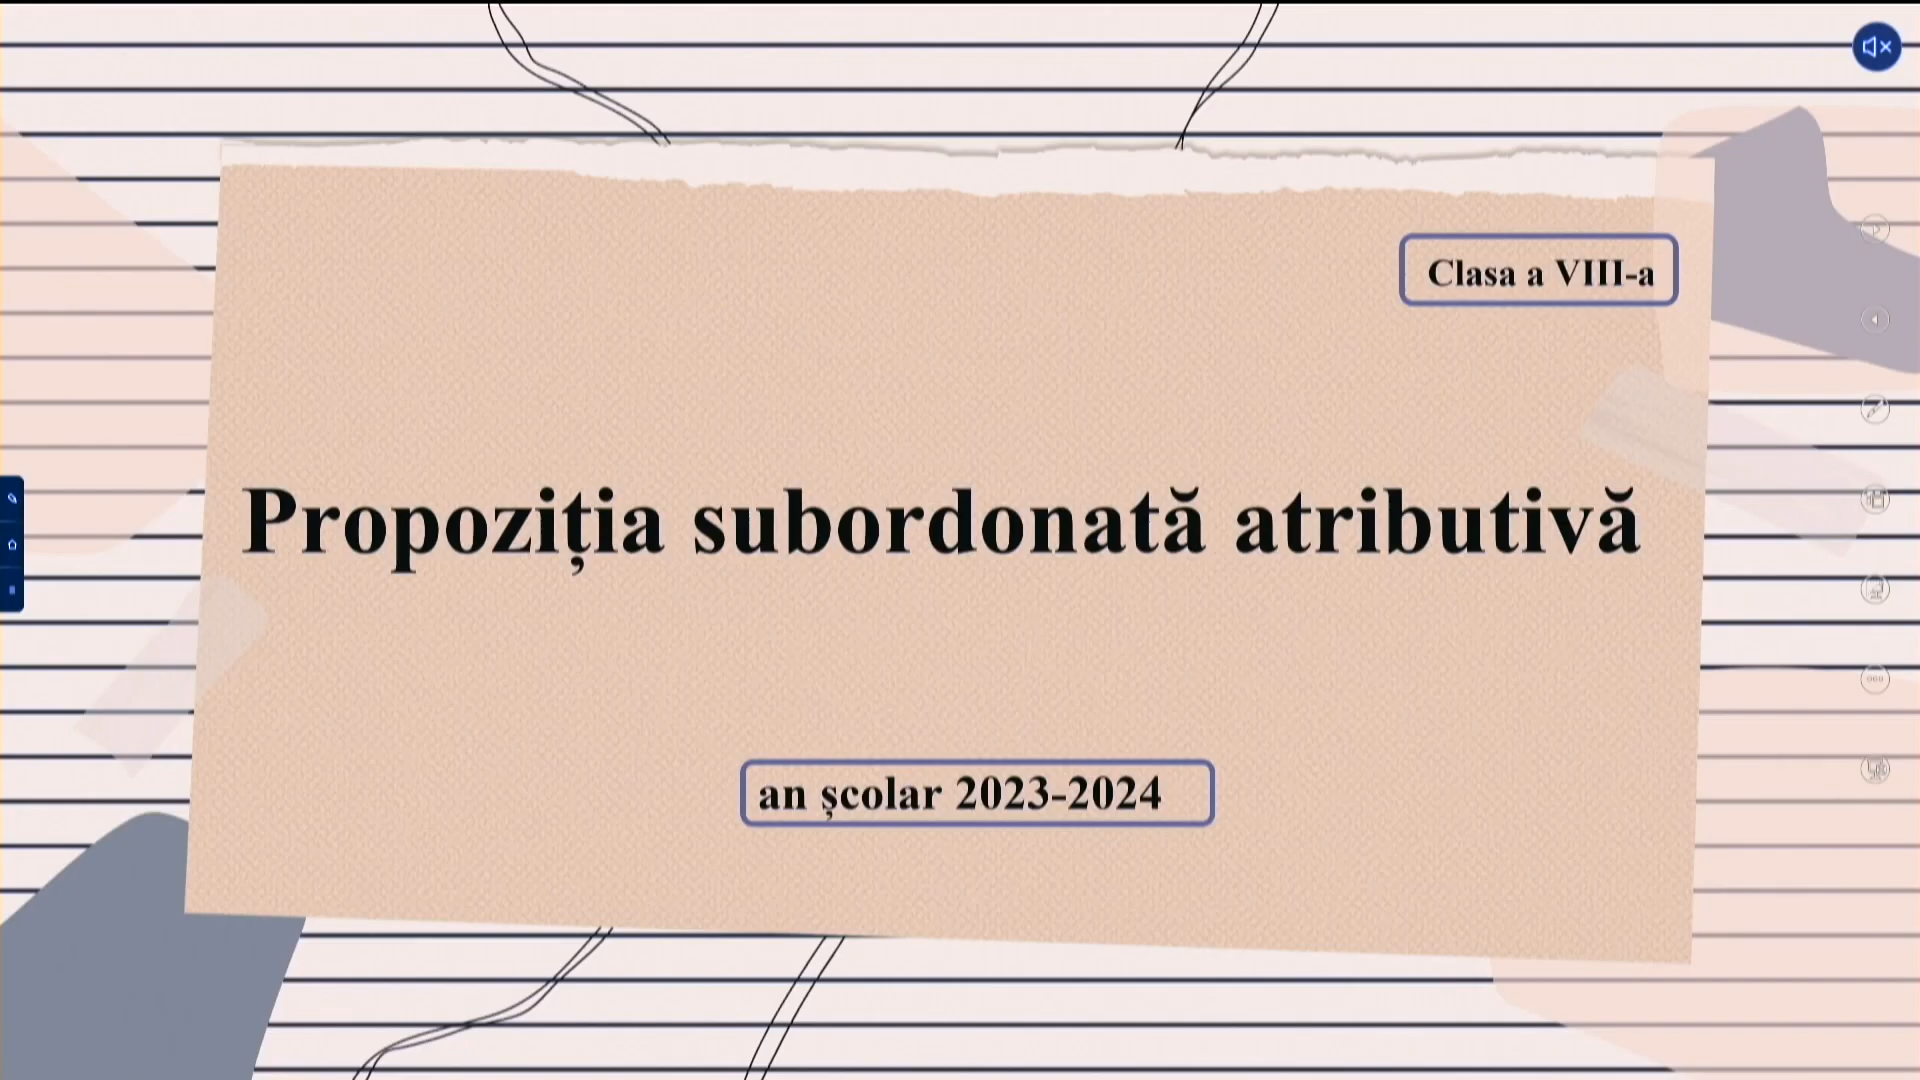 Clasa a VIII-a
Propoziția subordonată atributivă
an școlar 2023-2024